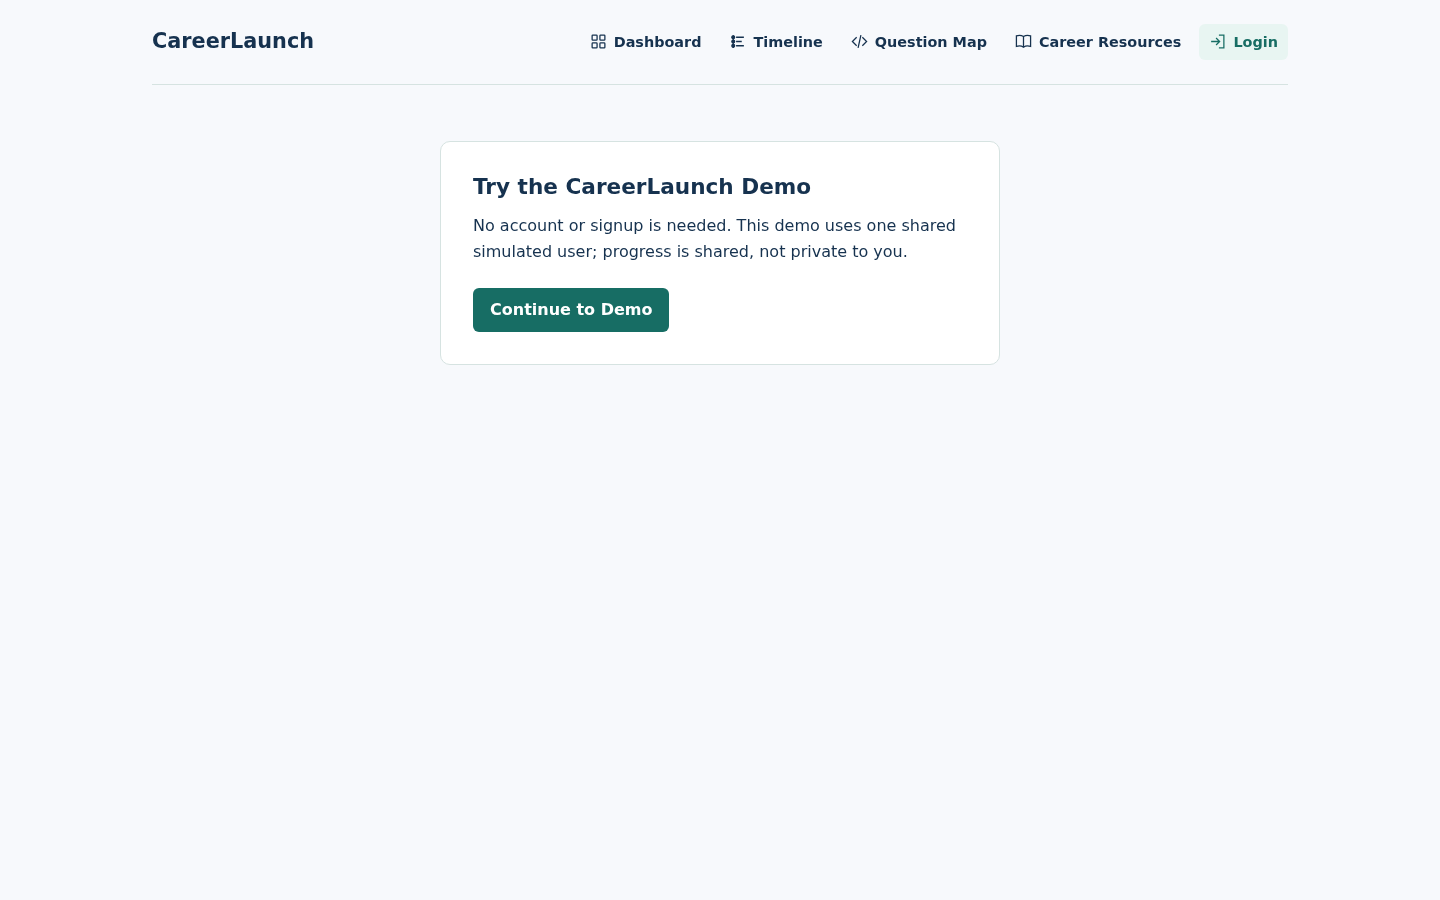 CareerLaunch
Dashboard
Timeline
Question Map
Career Resources
Login
Try the CareerLaunch Demo
No account or signup is needed. This demo uses one shared
simulated user; progress is shared, not private to you.
Continue to Demo